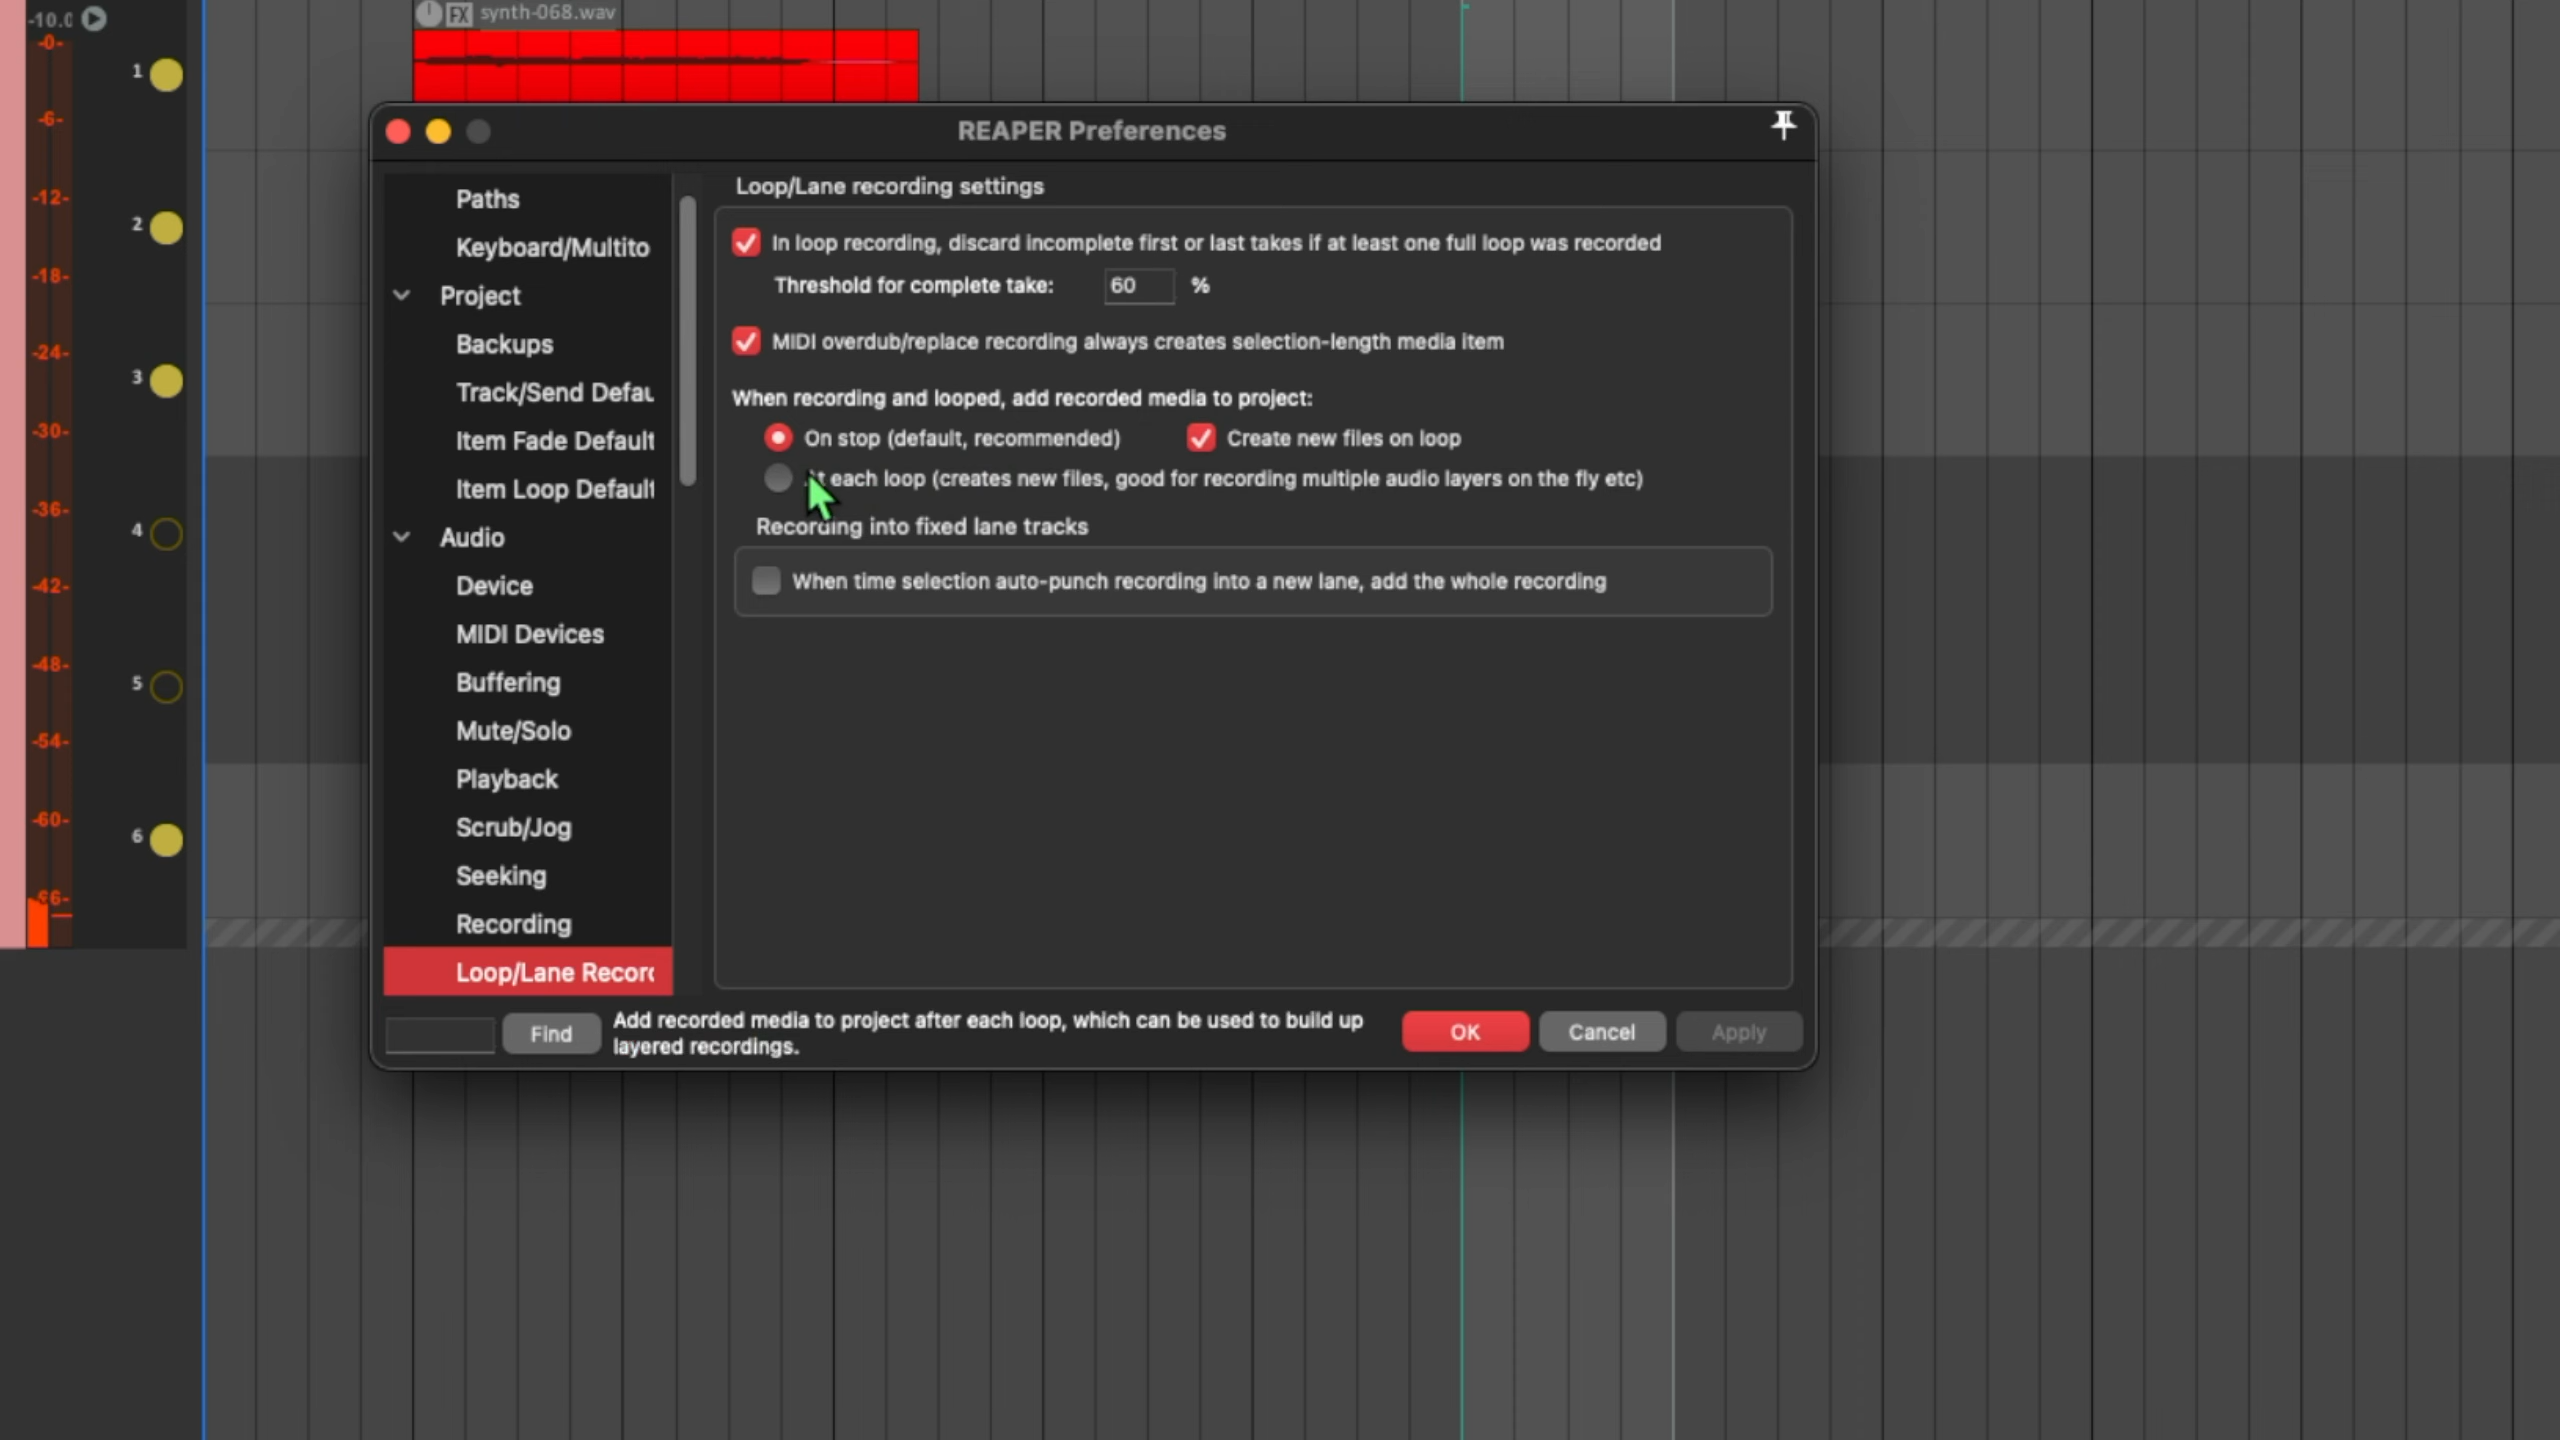 -10.0
FX synth-068.wav
-0-
-6-
-12-
-18-
-24-
-30-
-36-
-42-
-48-
-54-
-60-
1
2
3
4
5
6
REAPER Preferences
Paths
Keyboard/Multito
Project
Backups
Track/Send Defau
Item Fade Default
Item Loop Default
Audio
Device
MIDI Devices
Buffering
Mute/Solo
Playback
Scrub/Jog
Seeking
Recording
Loop/Lane Record
Loop/Lane recording settings
In loop recording, discard incomplete first or last takes if at least one full loop was recorded
Threshold for complete take: 60 %
MIDI overdub/replace recording always creates selection-length media item
When recording and looped, add recorded media to project:
On stop (default, recommended) Create new files on loop
each loop (creates new files, good for recording multiple audio layers on the fly etc)
Recording into fixed lane tracks
When time selection auto-punch recording into a new lane, add the whole recording
Find
Add recorded media to project after each loop, which can be used to build up
layered recordings.
OK Cancel Apply